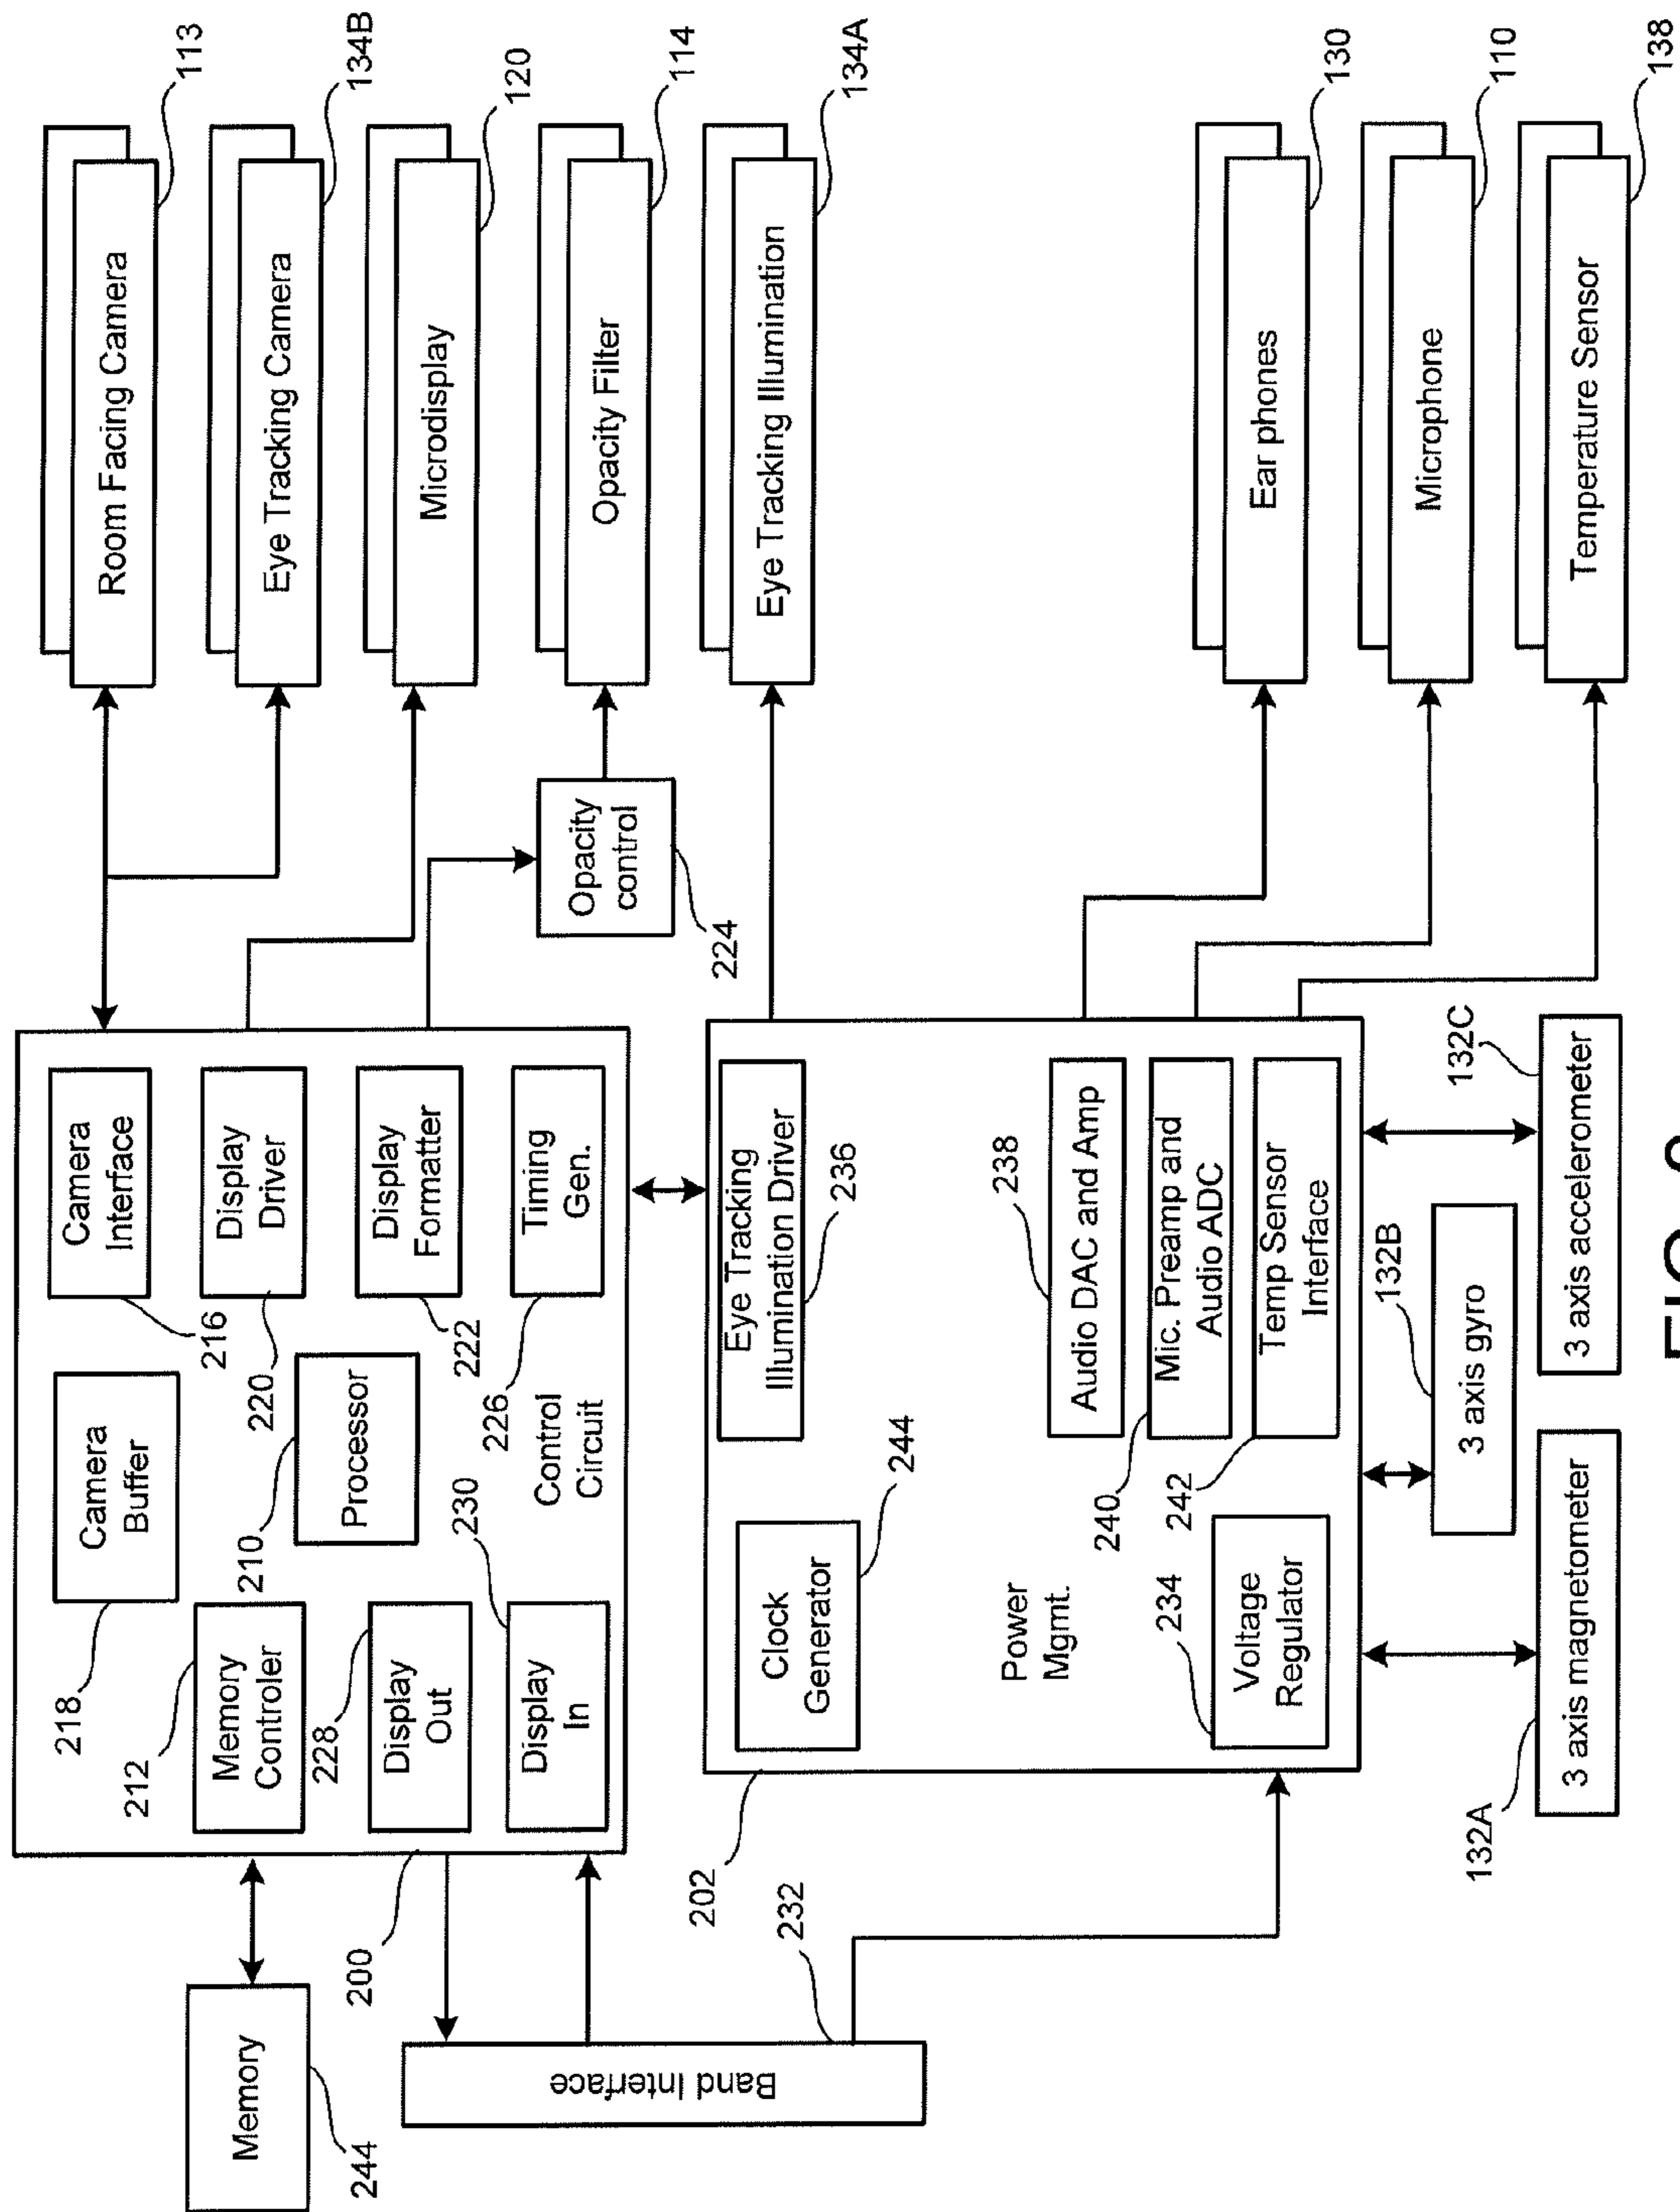 Room Facing Camera
113
Eye Tracking Camera
134B
Microdisplay
120
Opacity Filter
114
Eye Tracking Illumination
134A
Opacity
control
224
Ear phones
130
Microphone
110
Temperature Sensor
138
Camera
Interface
216
Display
Driver
220
Display
Formatter
222
Timing
Gen.
226
Camera
Buffer
218
Processor
210
Control
Circuit
Memory
Controler
212
Display
Out
228
Display
In
230
200
Memory
244
Band Interface
232
Eye Tracking
Illumination Driver
236
Audio DAC and Amp
238
Mic. Preamp and
Audio ADC
240
Temp Sensor
Interface
242
Clock
Generator
244
Power
Mgmt.
Voltage
Regulator
234
202
3 axis magnetometer
132A
3 axis gyro
132B
3 axis accelerometer
132C